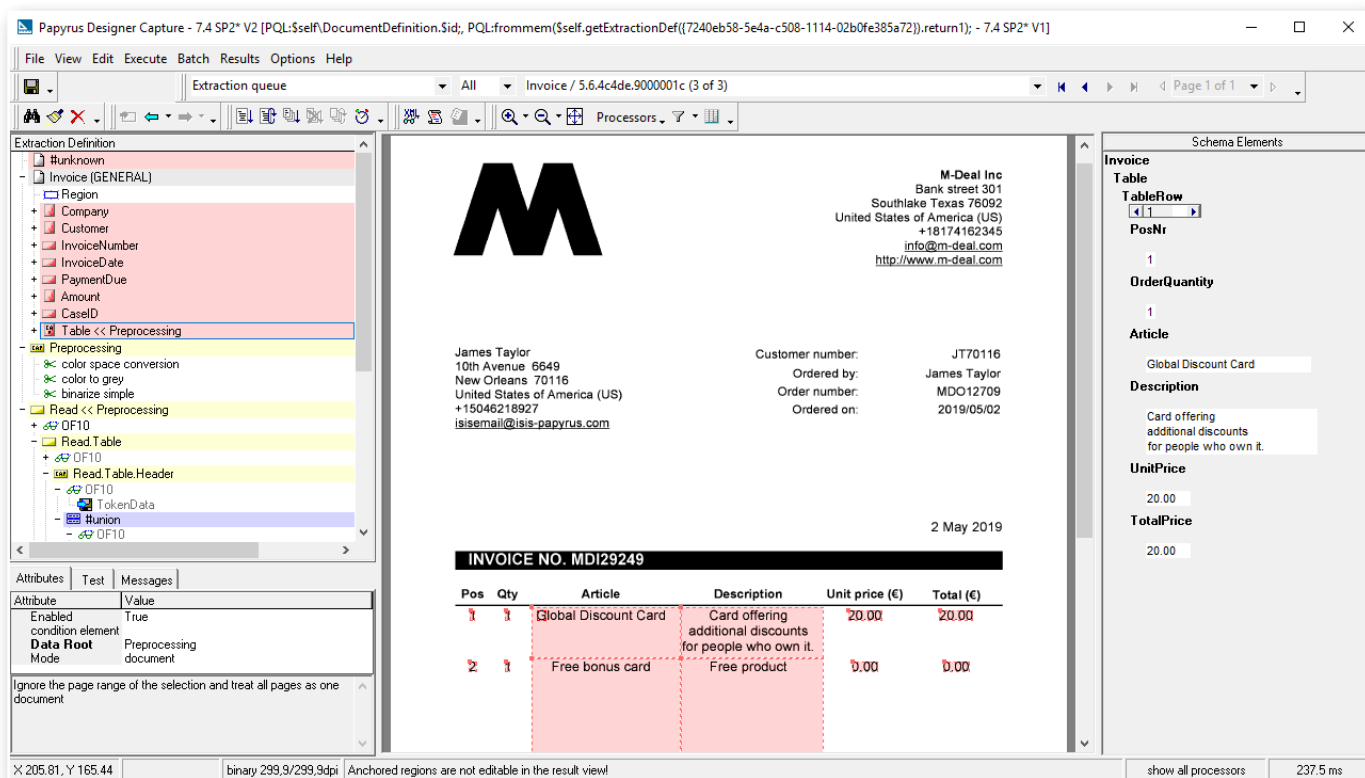 Papyrus Designer Capture - 7.4 SP2* V2 [PQL:$self\DocumentDefinition.$id;, PQL:frommem($self.getExtractionDef({7240eb58-5e4a-c508-1114-02b0fe385a72}).return1); - 7.4 SP2* V1]
File View Edit Execute Batch Results Options Help
Extraction queue All Invoice / 5.6.4c4de.9000001c (3 of 3) Page 1 of 1
Processors
Extraction Definition
#unknown
Invoice (GENERAL)
Region
Company
Customer
InvoiceNumber
InvoiceDate
PaymentDue
Amount
CaseID
Table << Preprocessing
Preprocessing
color space conversion
color to grey
binarize simple
Read << Preprocessing
OF10
Read.Table
OF10
Read.Table.Header
OF10
TokenData
#union
OF10
Attributes Test Messages
Attribute Value
Enabled True
condition element
Data Root Preprocessing
Mode document
Ignore the page range of the selection and treat all pages as one
document
M
M-Deal Inc
Bank street 301
Southlake Texas 76092
United States of America (US)
+18174162345
info@m-deal.com
http://www.m-deal.com
James Taylor
10th Avenue 6649
New Orleans 70116
United States of America (US)
+15046218927
isisemail@isis-papyrus.com
Customer number: JT70116
Ordered by: James Taylor
Order number: MDO12709
Ordered on: 2019/05/02
2 May 2019
INVOICE NO. MDI29249
Pos Qty Article Description Unit price (€) Total (€)
1 1 Global Discount Card Card offering 20.00 20.00
additional discounts
for people who own it.
2 1 Free bonus card Free product 0.00 0.00
Schema Elements
Invoice
Table
TableRow
1
PosNr
1
OrderQuantity
1
Article
Global Discount Card
Description
Card offering
additional discounts
for people who own it.
UnitPrice
20.00
TotalPrice
20.00
X 205.81, Y 165.44 binary 299,9/299,9dpi Anchored regions are not editable in the result view! show all processors 237.5 ms